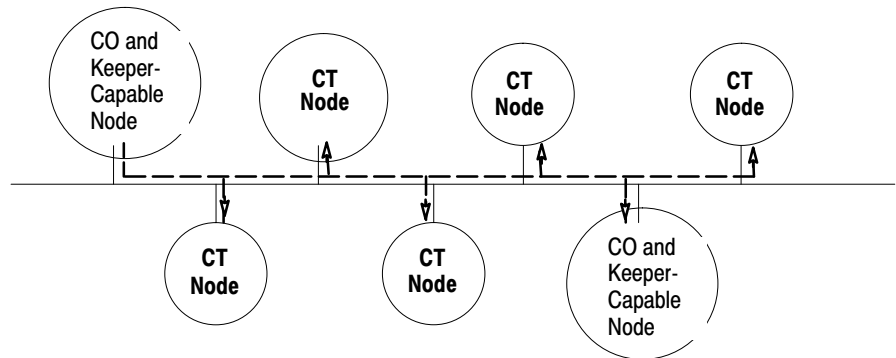 CO and
Keeper-
Capable
Node
CT
Node
CT
Node
CT
Node
CT
Node
CT
Node
CO and
Keeper-
Capable
Node